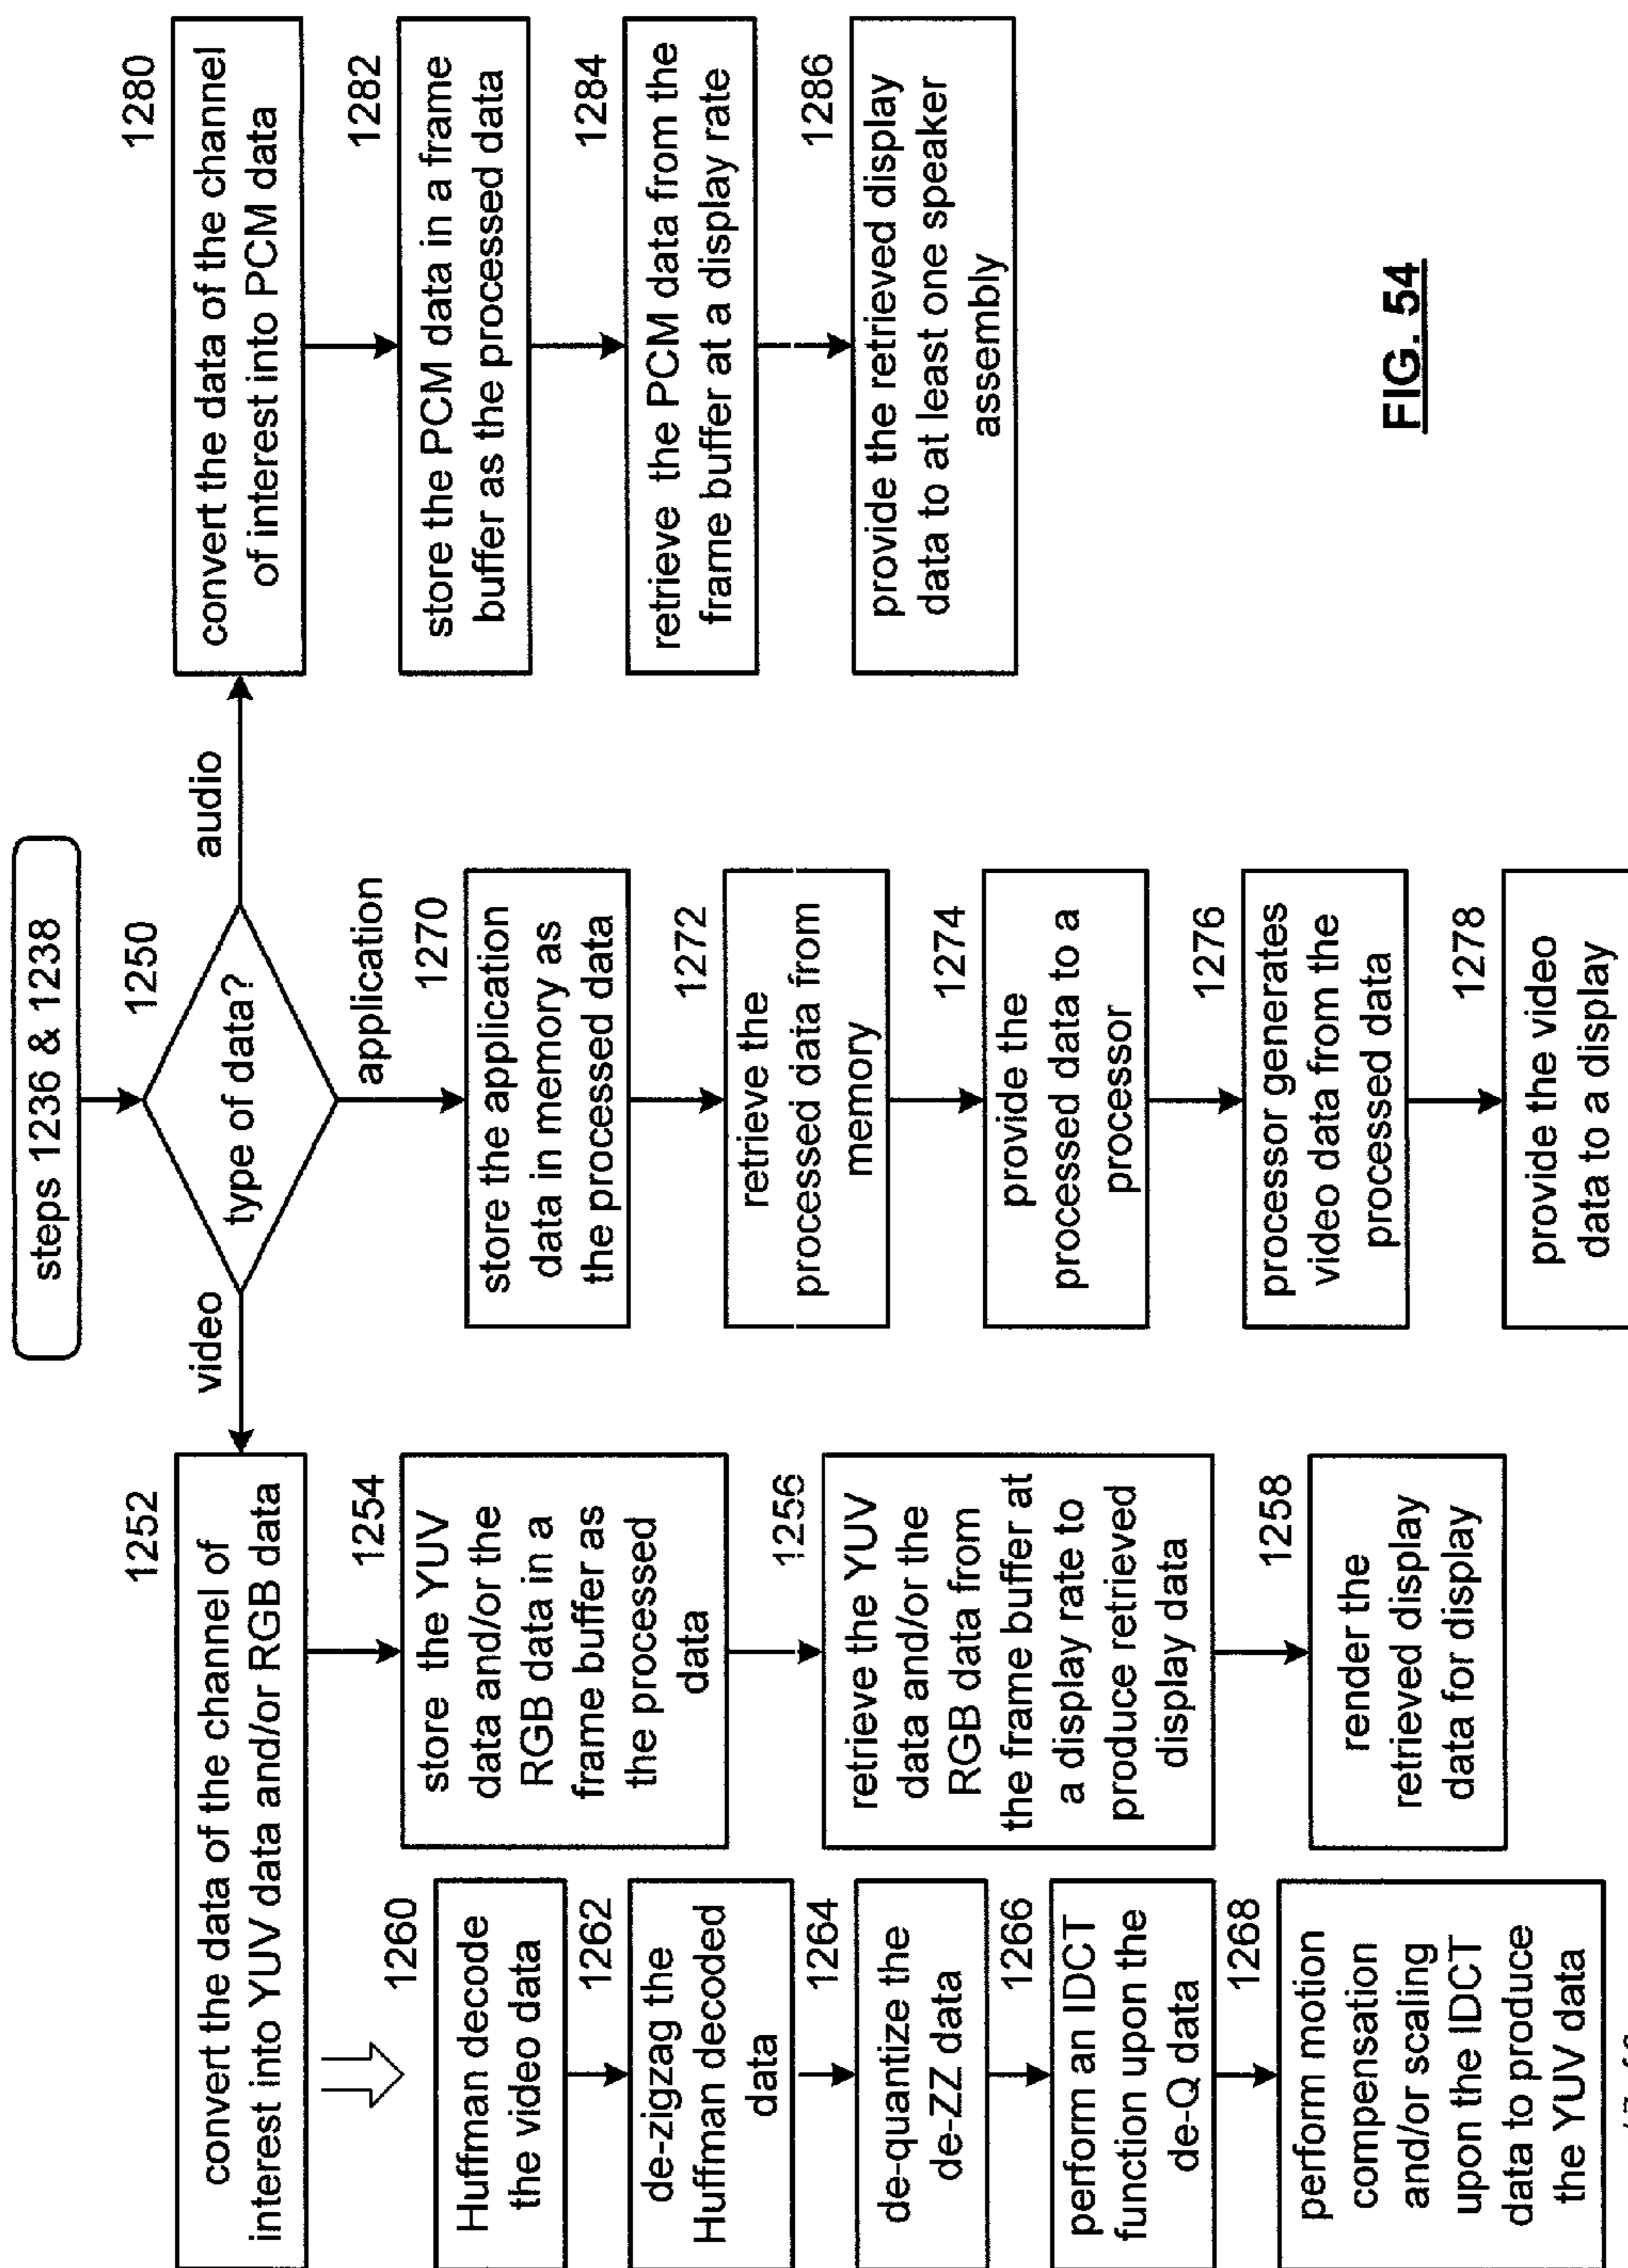 steps 1236 & 1238
1250
type of data?
video
application
audio
1252
convert the data of the channel of
interest into YUV data and/or RGB data
1254
store the YUV
data and/or the
RGB data in a
frame buffer as
the processed
data
1256
retrieve the YUV
data and/or the
RGB data from
the frame buffer at
a display rate to
produce retrieved
display data
1258
render the
retrieved display
data for display
1260
Huffman decode
the video data
1262
de-zigzag the
Huffman decoded
data
1264
de-quantize the
de-ZZ data
1266
perform an IDCT
function upon the
de-Q data
1268
perform motion
compensation
and/or scaling
upon the IDCT
data to produce
the YUV data
1270
store the application
data in memory as
the processed data
1272
retrieve the
processed data from
memory
1274
provide the
processed data to a
processor
1276
processor generates
video data from the
processed data
1278
provide the video
data to a display
1280
convert the data of the channel
of interest into PCM data
1282
store the PCM data in a frame
buffer as the processed data
1284
retrieve the PCM data from the
frame buffer at a display rate
1286
provide the retrieved display
data to at least one speaker
assembly
FIG. 54